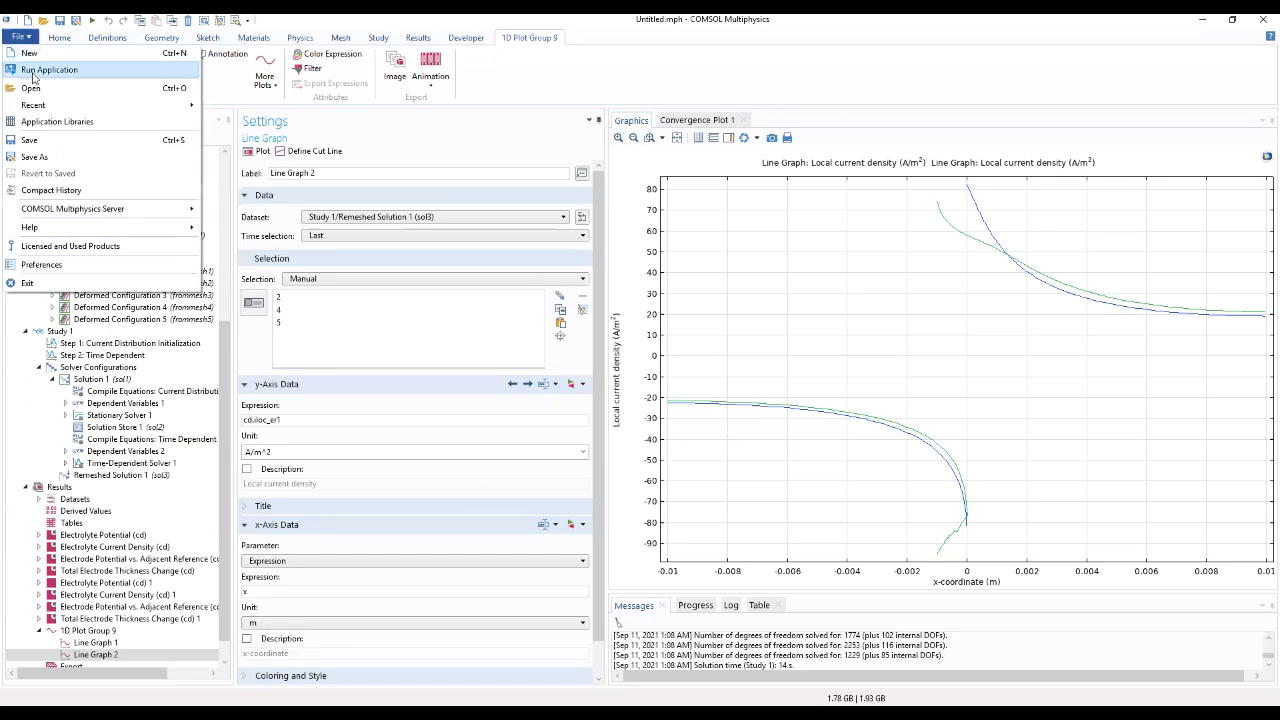 Untitled.mph - COMSOL Multiphysics
File
Home
Definitions
Geometry
Sketch
Materials
Physics
Mesh
Study
Results
Developer
1D Plot Group 9
New Ctrl+N
Run Application
Open Ctrl+O
Recent
Application Libraries
Save Ctrl+S
Save As
Revert to Saved
Compact History
COMSOL Multiphysics Server
Help
Licensed and Used Products
Preferences
Exit
Annotation
More
Plots
Color Expression
Filter
Export Expressions
Attributes
Image
Animation
Export
Deformed Configuration 3 (frommesh3)
Deformed Configuration 4 (frommesh4)
Deformed Configuration 5 (frommesh5)
Study 1
Step 1: Current Distribution Initialization
Step 2: Time Dependent
Solver Configurations
Solution 1 (sol1)
Compile Equations: Current Distributi
Dependent Variables 1
Stationary Solver 1
Solution Store 1 (sol2)
Compile Equations: Time Dependent
Dependent Variables 2
Time-Dependent Solver 1
Remeshed Solution 1 (sol3)
Results
Datasets
Derived Values
Tables
Electrolyte Potential (cd)
Electrolyte Current Density (cd)
Electrode Potential vs. Adjacent Reference (cd
Total Electrode Thickness Change (cd)
Electrolyte Potential (cd) 1
Electrolyte Current Density (cd) 1
Electrode Potential vs. Adjacent Reference (cd
Total Electrode Thickness Change (cd) 1
1D Plot Group 9
Line Graph 1
Line Graph 2
Settings
Line Graph
Plot
Define Cut Line
Label: Line Graph 2
Data
Dataset: Study 1/Remeshed Solution 1 (sol3)
Time selection: Last
Selection
Selection: Manual
2
4
5
y-Axis Data
Expression:
cd.iloc_er1
Unit:
A/m^2
Description:
Local current density
Title
x-Axis Data
Parameter:
Expression
Expression:
x
Unit:
m
Description:
x-coordinate
Coloring and Style
Graphics
Convergence Plot 1
Line Graph: Local current density (A/m²) Line Graph: Local current density (A/m²)
Local current density (A/m²)
80
70
60
50
40
30
20
10
0
-10
-20
-30
-40
-50
-60
-70
-80
-90
-0.01 -0.008 -0.006 -0.004 -0.002 0 0.002 0.004 0.006 0.008 0.01
x-coordinate (m)
Messages
Progress
Log
Table
[Sep 11, 2021 1:08 AM] Number of degrees of freedom solved for: 1774 (plus 102 internal DOFs).
[Sep 11, 2021 1:08 AM] Number of degrees of freedom solved for: 2253 (plus 116 internal DOFs).
[Sep 11, 2021 1:08 AM] Number of degrees of freedom solved for: 1229 (plus 85 internal DOFs).
[Sep 11, 2021 1:08 AM] Solution time (Study 1): 14 s.
1.78 GB | 1.93 GB